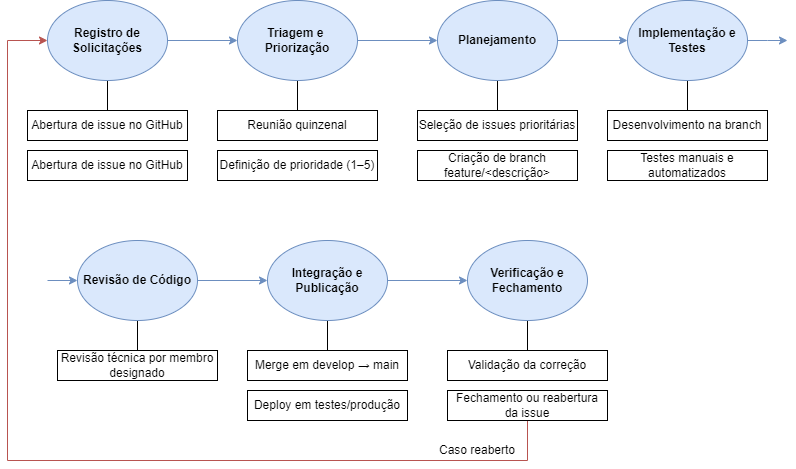 Registro de
Solicitações
Triagem e
Priorização
Planejamento
Implementação e
Testes
Abertura de issue no GitHub
Reunião quinzenal
Seleção de issues prioritárias
Desenvolvimento na branch
Abertura de issue no GitHub
Definição de prioridade (1–5)
Criação de branch
feature/<descrição>
Testes manuais e
automatizados
Revisão de Código
Integração e
Publicação
Verificação e
Fechamento
Revisão técnica por membro
designado
Merge em develop → main
Validação da correção
Deploy em testes/produção
Fechamento ou reabertura
da issue
Caso reaberto